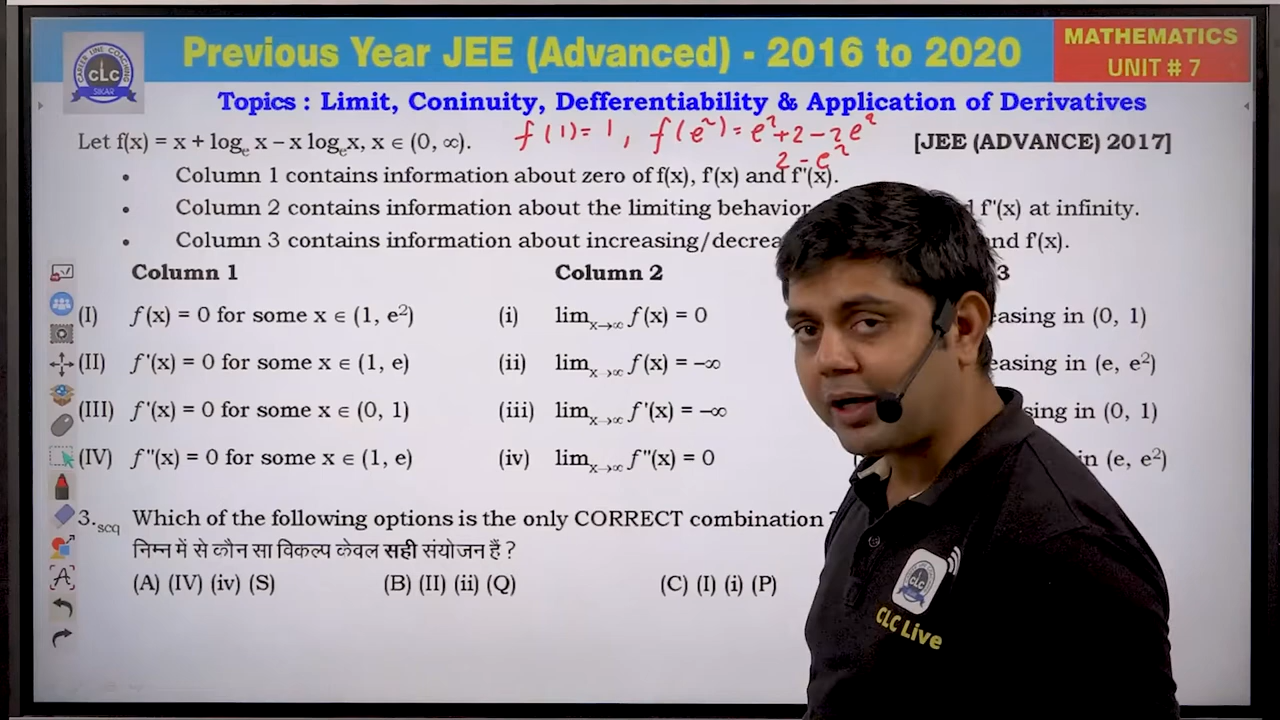 Previous Year JEE (Advanced) - 2016 to 2020
MATHEMATICS
UNIT # 7
CAREER LINE COACHING
CLC
SIKAR
Topics : Limit, Coninuity, Defferentiability & Application of Derivatives
Let f(x) = x + logₑ x – x logₑx, x ∈ (0, ∞).
f(1)=1, f(e²)=e²+2-2e²
2-e²
[JEE (ADVANCE) 2017]
• Column 1 contains information about zero of f(x), f'(x) and f"(x).
• Column 2 contains information about the limiting behavior f"(x) at infinity.
• Column 3 contains information about increasing/decrea nd f'(x).
Column 1 Column 2 3
(I) f(x) = 0 for some x ∈ (1, e²) (i) limₓ→∞ f(x) = 0 easing in (0, 1)
(II) f'(x) = 0 for some x ∈ (1, e) (ii) limₓ→∞ f(x) = –∞ easing in (e, e²)
(III) f'(x) = 0 for some x ∈ (0, 1) (iii) limₓ→∞ f'(x) = –∞ sing in (0, 1)
(IV) f"(x) = 0 for some x ∈ (1, e) (iv) limₓ→∞ f"(x) = 0 in (e, e²)
3.scq Which of the following options is the only CORRECT combination ?
निम्न में से कौन सा विकल्प केवल सही संयोजन हैं ?
(A) (IV) (iv) (S) (B) (II) (ii) (Q) (C) (I) (i) (P)
CLC
CLC Live